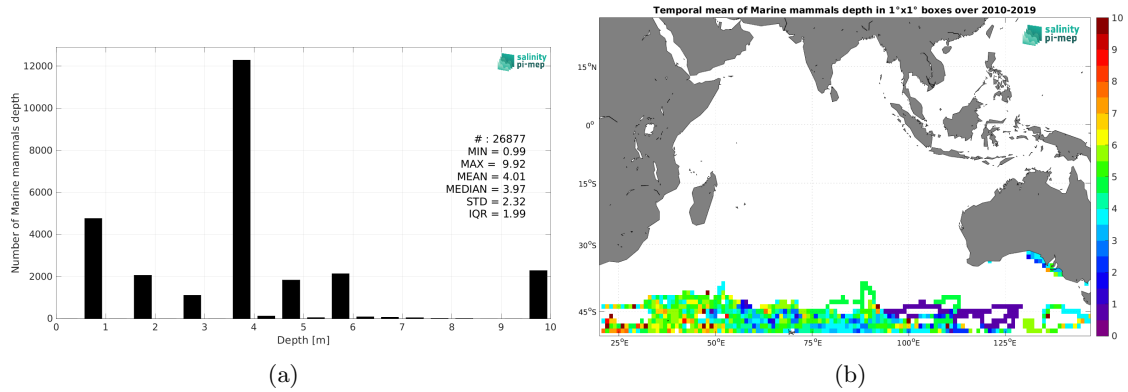 salinity
pi-mep
# : 26877
MIN = 0.99
MAX = 9.92
MEAN = 4.01
MEDIAN = 3.97
STD = 2.32
IQR = 1.99
Number of Marine mammals depth
12000
10000
8000
6000
4000
2000
0
0 1 2 3 4 5 6 7 8 9 10
Depth [m]
(a)
Temporal mean of Marine mammals depth in 1°x1° boxes over 2010-2019
salinity
pi-mep
15°N
0°
15°S
30°S
45°S
25°E 50°E 75°E 100°E 125°E
10
9
8
7
6
5
4
3
2
1
0
(b)